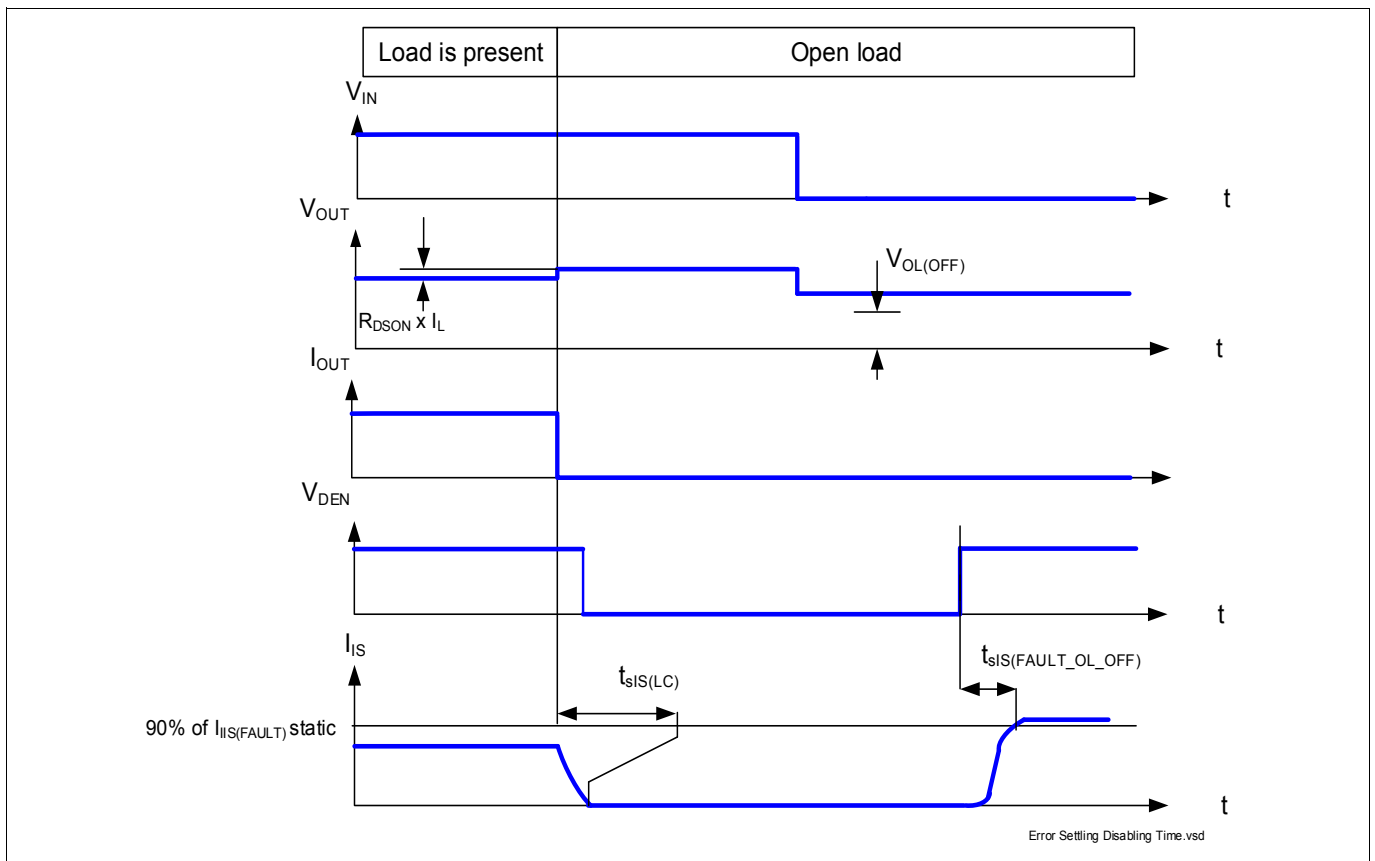 Load is present
Open load
VIN
t
VOUT
VOL(OFF)
RDSON x IL
t
IOUT
VDEN
t
IIS
tsIS(LC)
tsIS(FAULT_OL_OFF)
90% of IIIS(FAULT) static
t
Error Settling Disabling Time.vsd